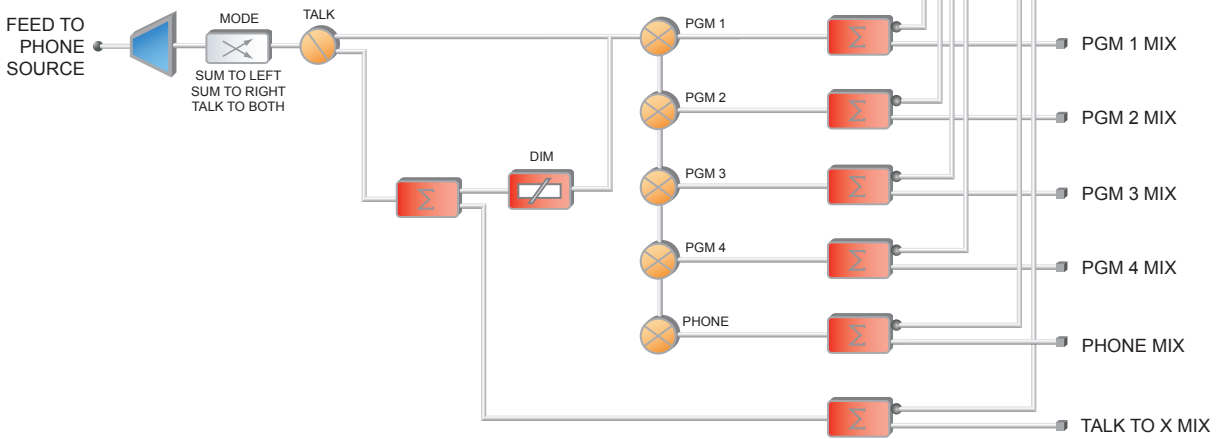 FEED TO
PHONE
SOURCE
MODE
SUM TO LEFT
SUM TO RIGHT
TALK TO BOTH
TALK
Σ
DIM
PGM 1
Σ
PGM 1 MIX
PGM 2
Σ
PGM 2 MIX
PGM 3
Σ
PGM 3 MIX
PGM 4
Σ
PGM 4 MIX
PHONE
Σ
PHONE MIX
Σ
TALK TO X MIX